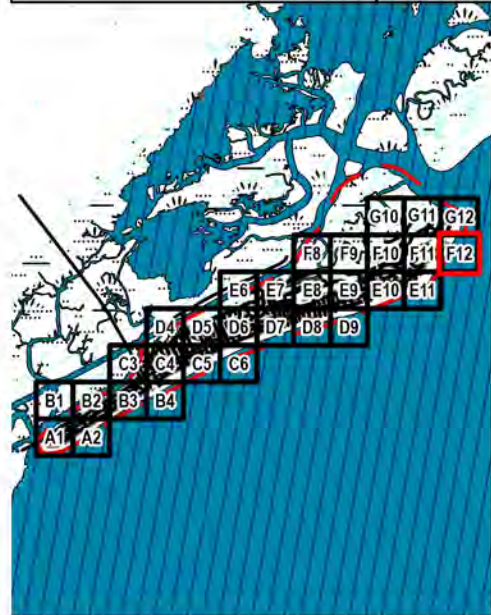 G10 G11 G12
F8 F9 F10 F11 F12
E6 E7 E8 E9 E10 E11
D4 D5 D6 D7 D8 D9
C3 C4 C5 C6
B1 B2 B3 B4
A1 A2